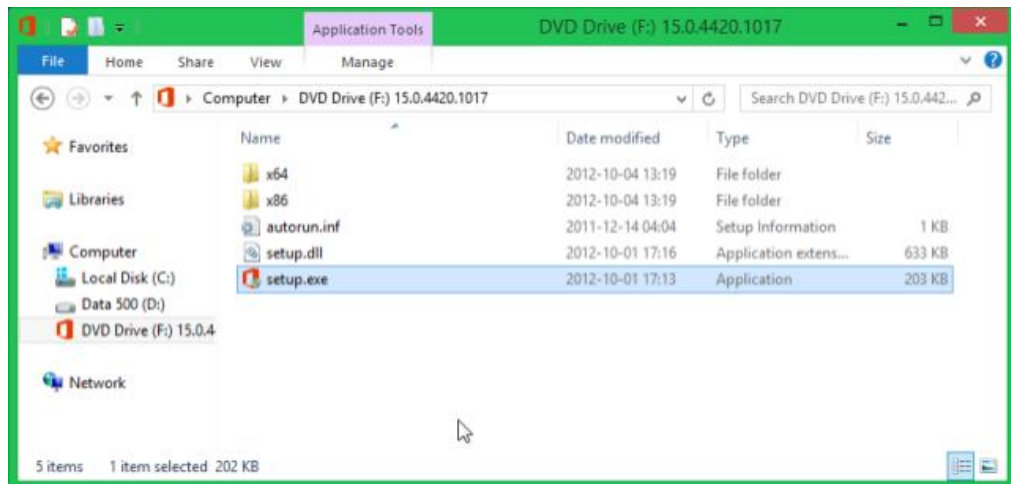 Application Tools DVD Drive (F:) 15.0.4420.1017
File Home Share View Manage
Computer DVD Drive (F:) 15.0.4420.1017 Search DVD Drive (F:) 15.0.442...
Name Date modified Type Size
Favorites
x64 2012-10-04 13:19 File folder
Libraries x86 2012-10-04 13:19 File folder
autorun.inf 2011-12-14 04:04 Setup Information 1 KB
Computer setup.dll 2012-10-01 17:16 Application extens... 633 KB
Local Disk (C:) setup.exe 2012-10-01 17:13 Application 203 KB
Data 500 (D:)
DVD Drive (F:) 15.0.4
Network
5 items 1 item selected 202 KB